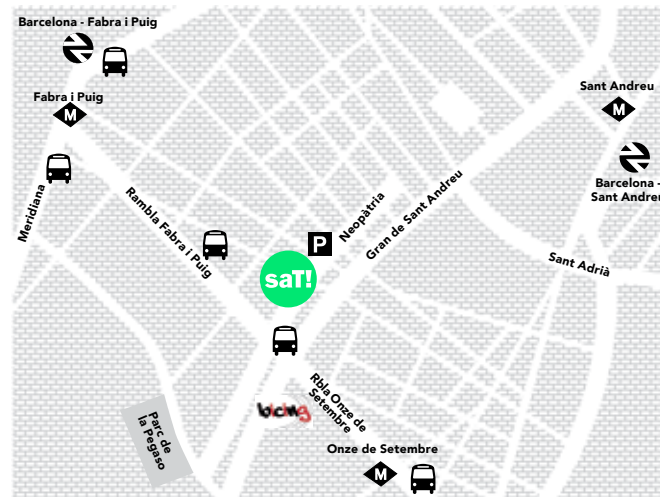 Barcelona - Fabra i Puig
Fabra i Puig
M
Sant Andreu
M
Barcelona -
Sant Andreu
Meridiana
Rambla Fabra i Puig
P
Neopàtria
Gran de Sant Andreu
saT!
Sant Adrià
Rbla Onze de
Setembre
bicing
Parc de
la Pegaso
Onze de Setembre
M